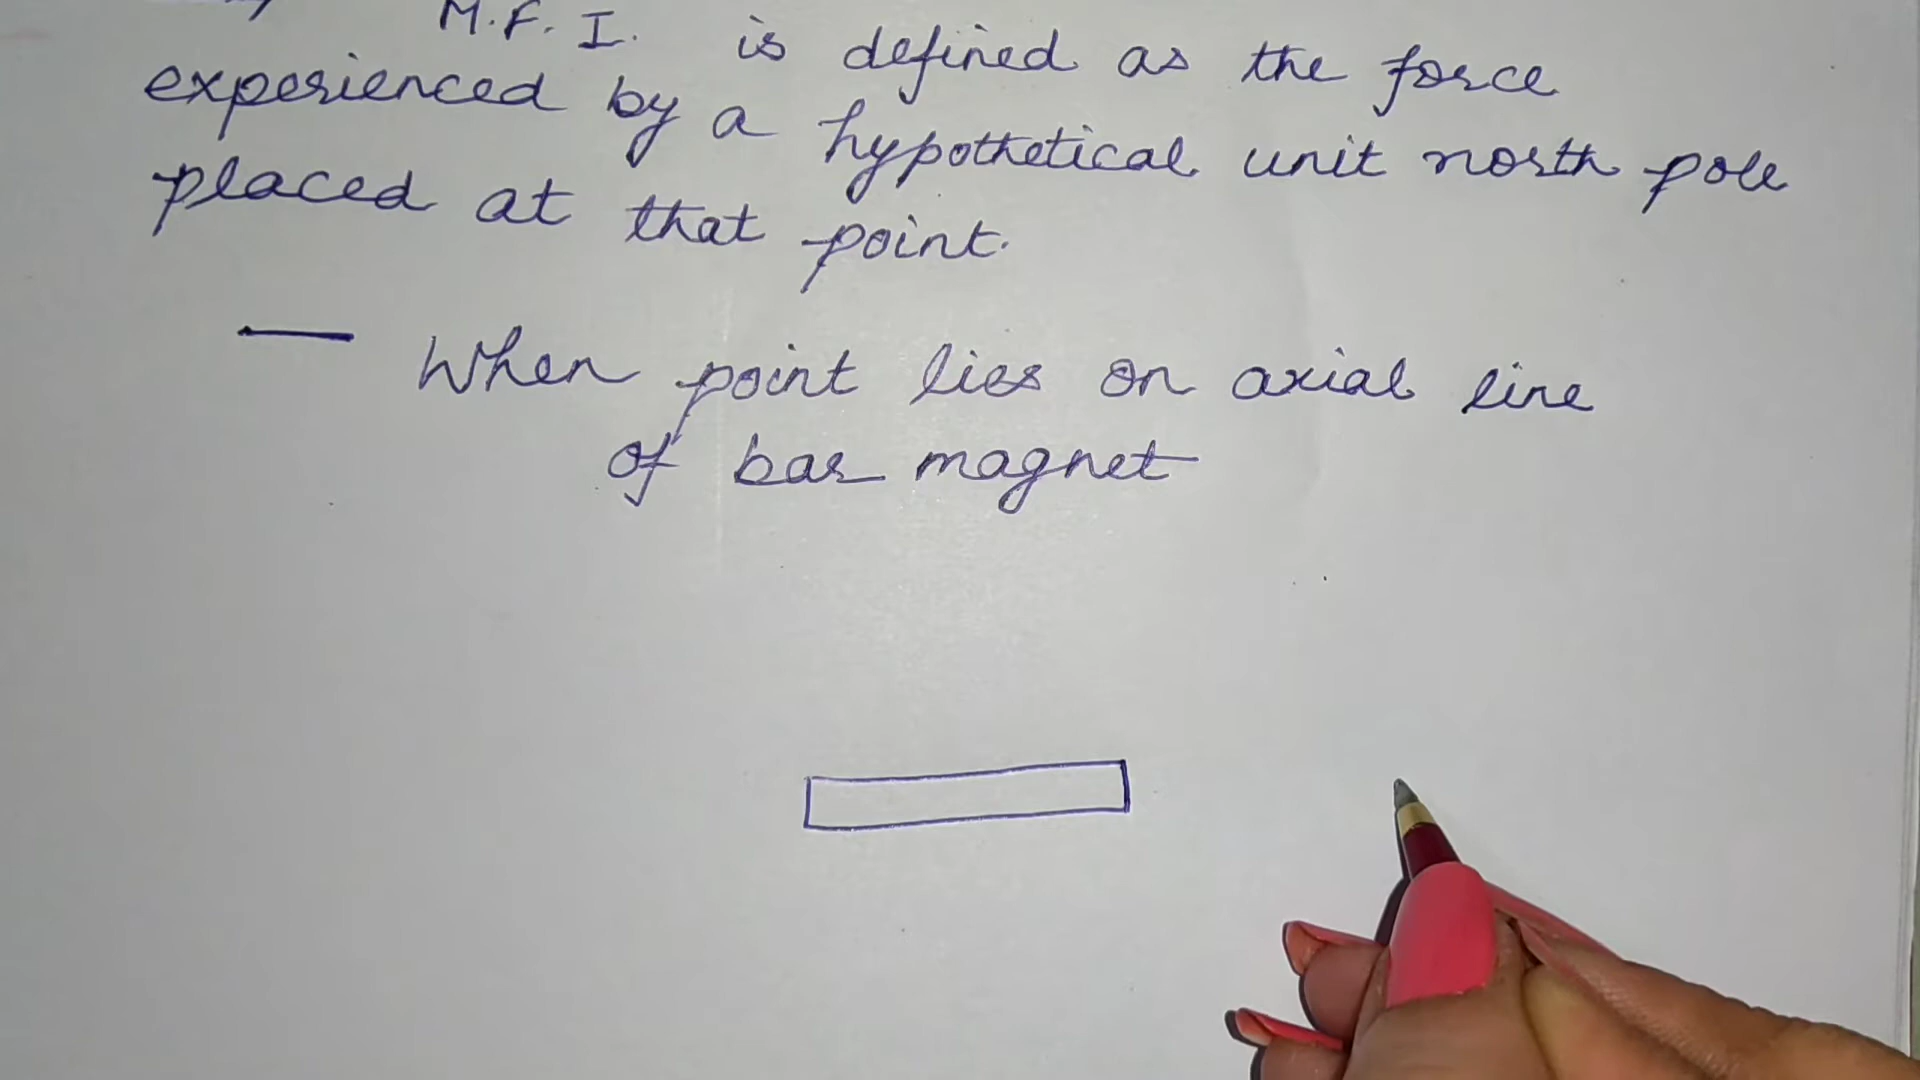 M.F.I. is defined as the force
experienced by a hypothetical unit north pole
placed at that point.
— When point lies on axial line
of bar magnet